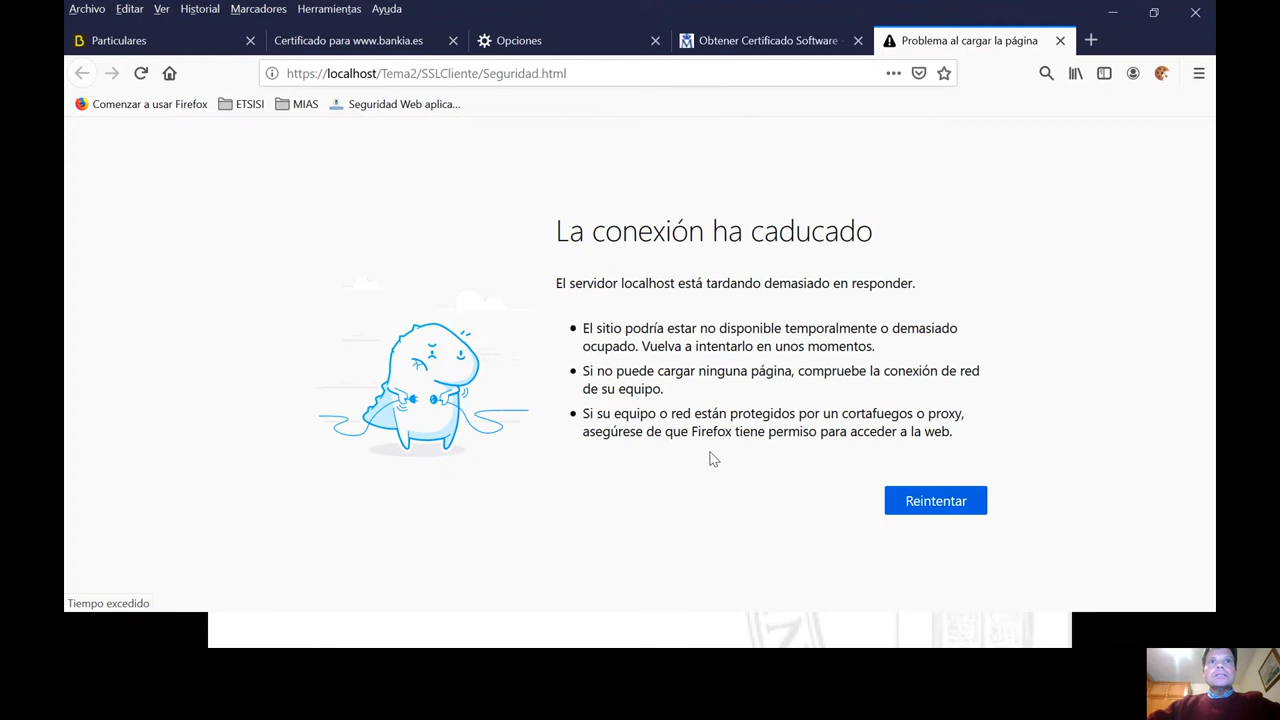 Archivo Editar Ver Historial Marcadores Herramientas Ayuda
Particulares Certificado para www.bankia.es Opciones Obtener Certificado Software - Problema al cargar la página
https://localhost/Tema2/SSLCliente/Seguridad.html
Comenzar a usar Firefox ETSISI MIAS Seguridad Web aplica...
La conexión ha caducado
El servidor localhost está tardando demasiado en responder.
El sitio podría estar no disponible temporalmente o demasiado
ocupado. Vuelva a intentarlo en unos momentos.
Si no puede cargar ninguna página, compruebe la conexión de red
de su equipo.
Si su equipo o red están protegidos por un cortafuegos o proxy,
asegúrese de que Firefox tiene permiso para acceder a la web.
Reintentar
Tiempo excedido